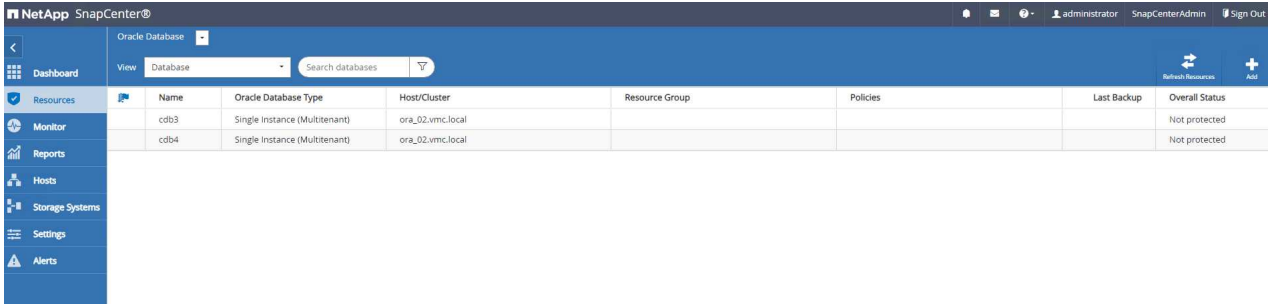 NetApp SnapCenter® administrator SnapCenterAdmin Sign Out
Oracle Database
View Database Search databases Refresh Resources Add
Dashboard
Resources
Monitor
Reports
Hosts
Storage Systems
Settings
Alerts
Name Oracle Database Type Host/Cluster Resource Group Policies Last Backup Overall Status
cdb3 Single Instance (Multitenant) ora_02.vmc.local Not protected
cdb4 Single Instance (Multitenant) ora_02.vmc.local Not protected